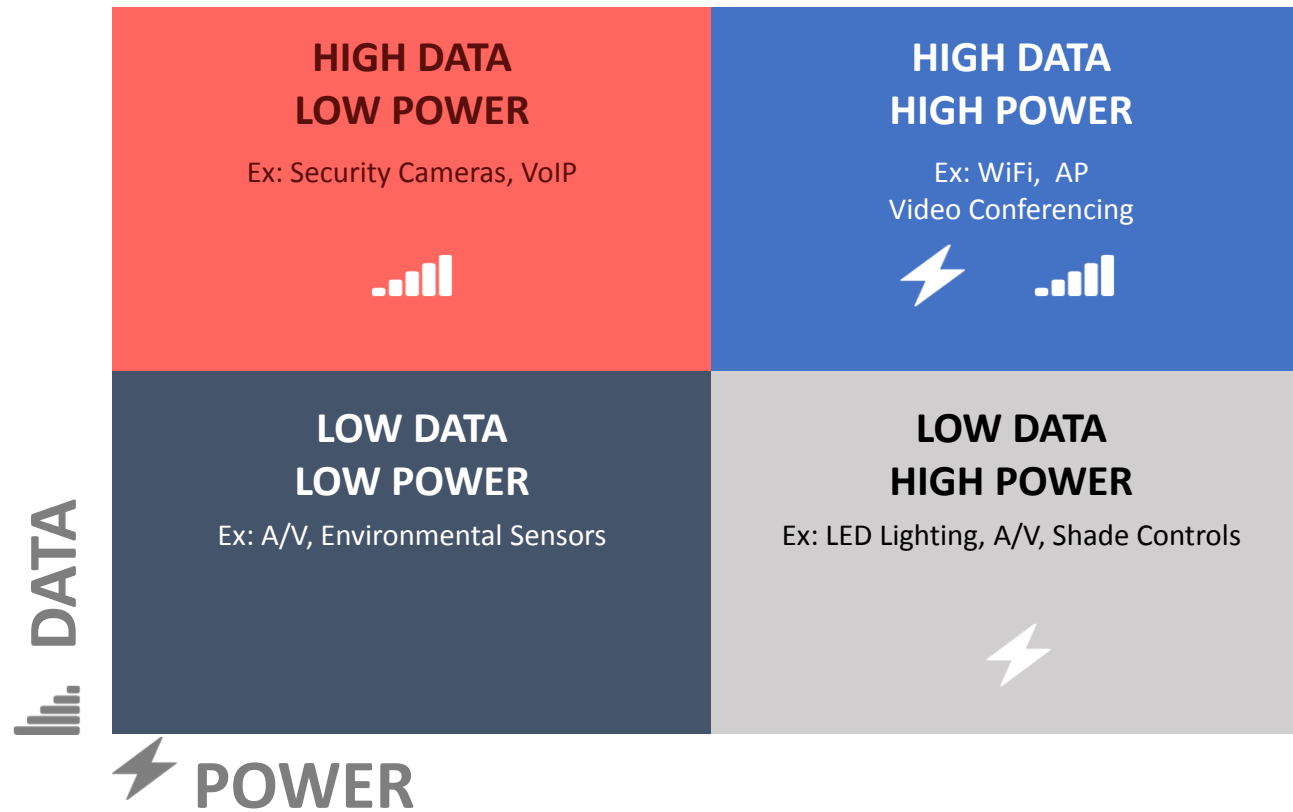 HIGH DATA
LOW POWER
Ex: Security Cameras, VoIP
HIGH DATA
HIGH POWER
Ex: WiFi,  AP
Video Conferencing
LOW DATA
LOW POWER
Ex: A/V, Environmental Sensors
LOW DATA
HIGH POWER
Ex: LED Lighting, A/V, Shade Controls
DATA
POWER